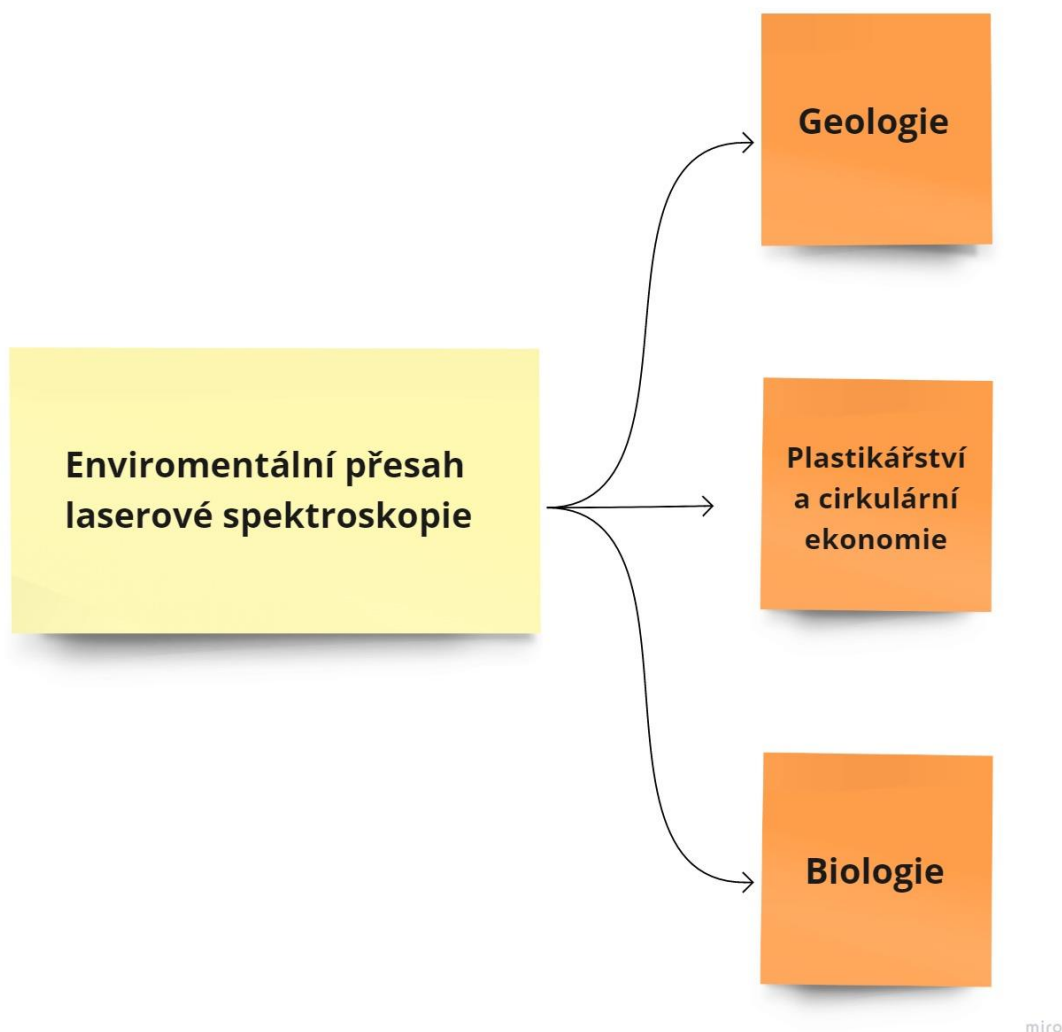 Geologie
Enviromentální přesah
laserové spektroskopie
Plastikářství
a cirkulární
ekonomie
Biologie
miro